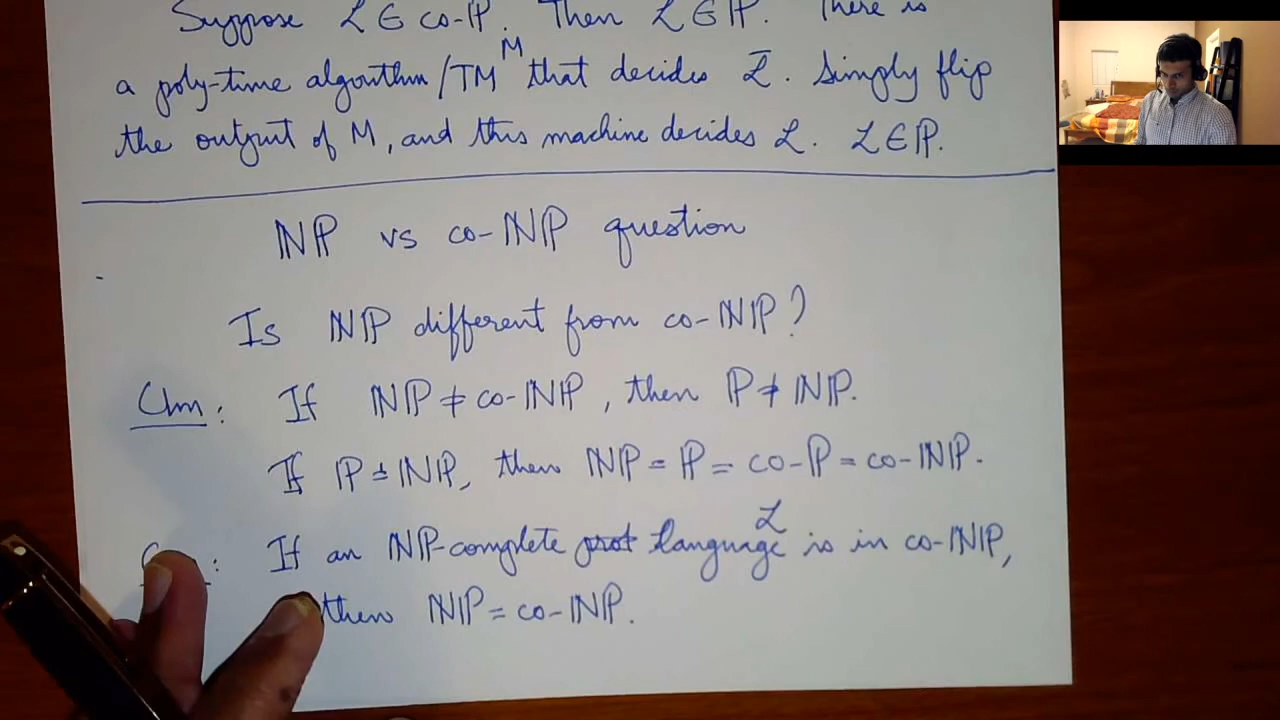 Suppose L ∈ co-P. Then L ∈ P. There is
a poly-time algorithm/TM M that decides L̅. Simply flip
the output of M, and this machine decides L. L ∈ P.
NP vs co-NP question
Is NP different from co-NP?
Clm: If NP ≠ co-NP, then P ≠ NP.
If P = NP, then NP = P = co-P = co-NP.
: If an NP-complete language L is in co-NP,
then NP = co-NP.